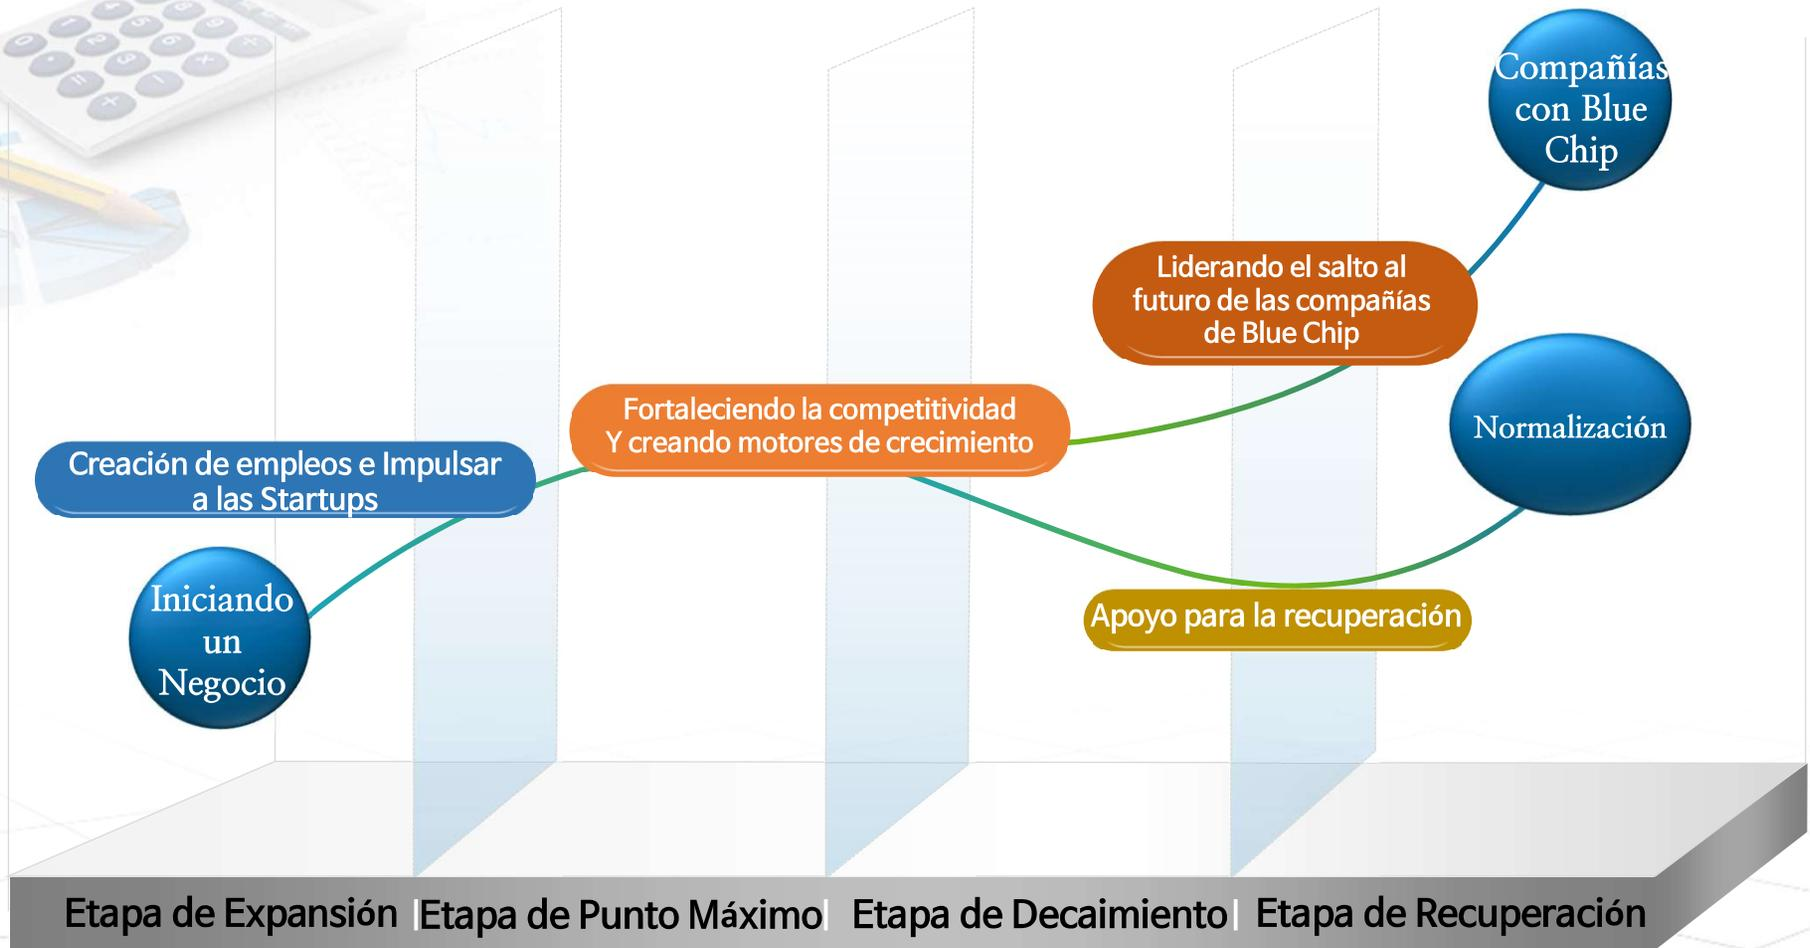 Compañías
con Blue
Chip
Liderando el salto al
futuro de las compañías
de Blue Chip
Normalización
Fortaleciendo la competitividad
Y creando motores de crecimiento
Creación de empleos e Impulsar
a las Startups
Iniciando
un
Negocio
Apoyo para la recuperación
Etapa de Expansión
Etapa de Punto Máximo
Etapa de Decaimiento
Etapa de Recuperación